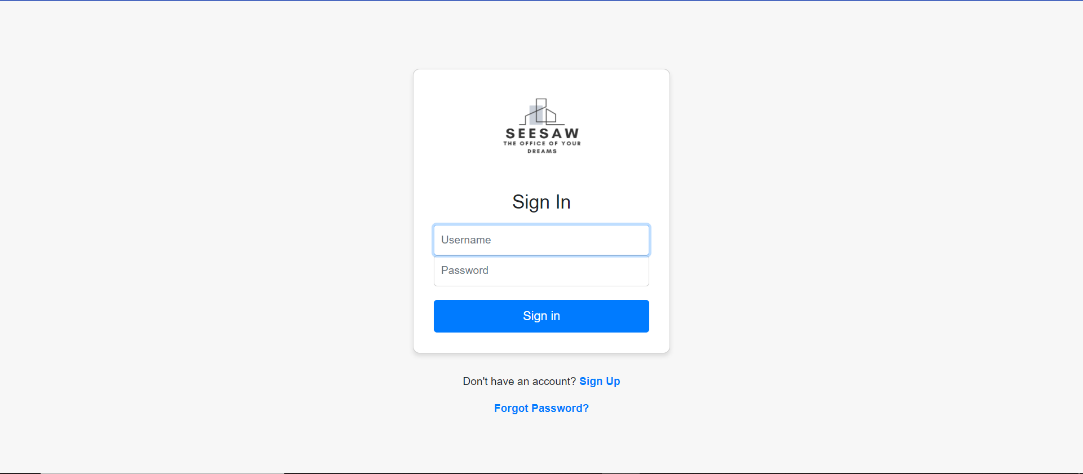 SEESAW
THE OFFICE OF YOUR
DREAMS
Sign In
Username
Password
Sign in
Don't have an account? Sign Up
Forgot Password?